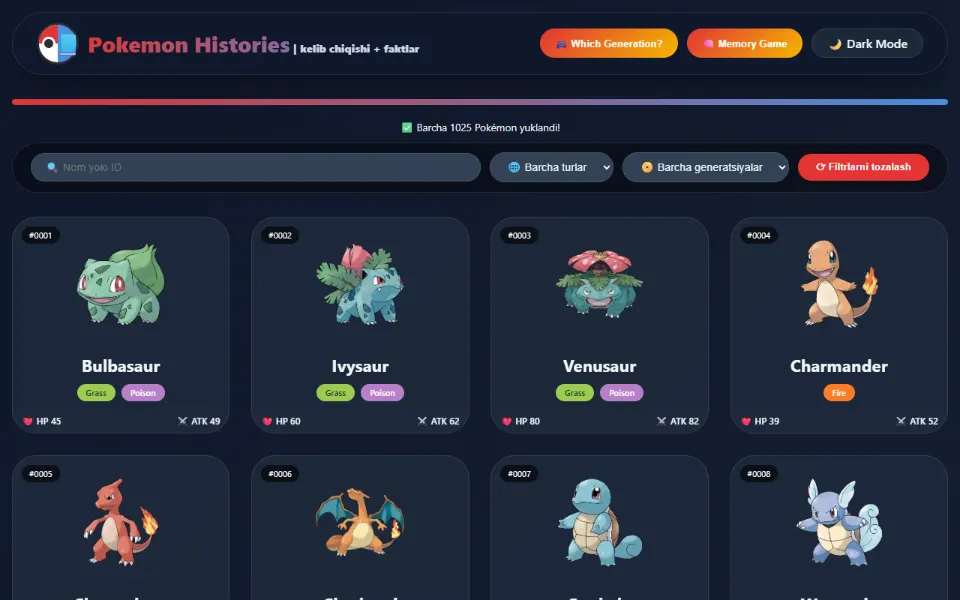 Pokemon Histories | kelib chiqishi + faktlar
🎮 Which Generation?
🧠 Memory Game
🌙 Dark Mode
✅ Barcha 1025 Pokémon yuklandi!
🔍 Nom yoki ID
🌐 Barcha turlar
📀 Barcha generatsiyalar
⟳ Filtrlarni tozalash
#0001
Bulbasaur
Grass Poison
❤️ HP 45 ⚔️ ATK 49
#0002
Ivysaur
Grass Poison
❤️ HP 60 ⚔️ ATK 62
#0003
Venusaur
Grass Poison
❤️ HP 80 ⚔️ ATK 82
#0004
Charmander
Fire
❤️ HP 39 ⚔️ ATK 52
#0005
#0006
#0007
#0008